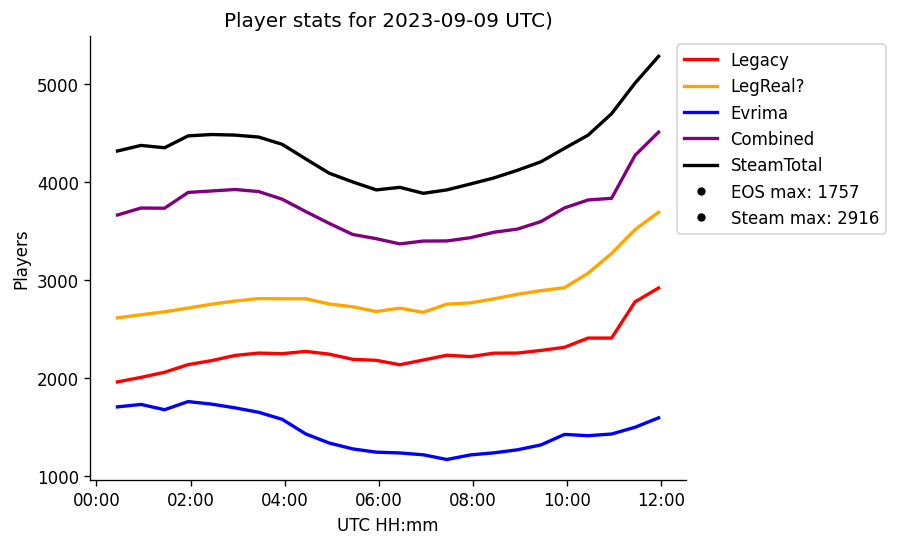 Player stats for 2023-09-09 UTC)
5000
4000
3000
2000
1000
Players
00:00 02:00 04:00 06:00 08:00 10:00 12:00
UTC HH:mm
Legacy
LegReal?
Evrima
Combined
SteamTotal
EOS max: 1757
Steam max: 2916